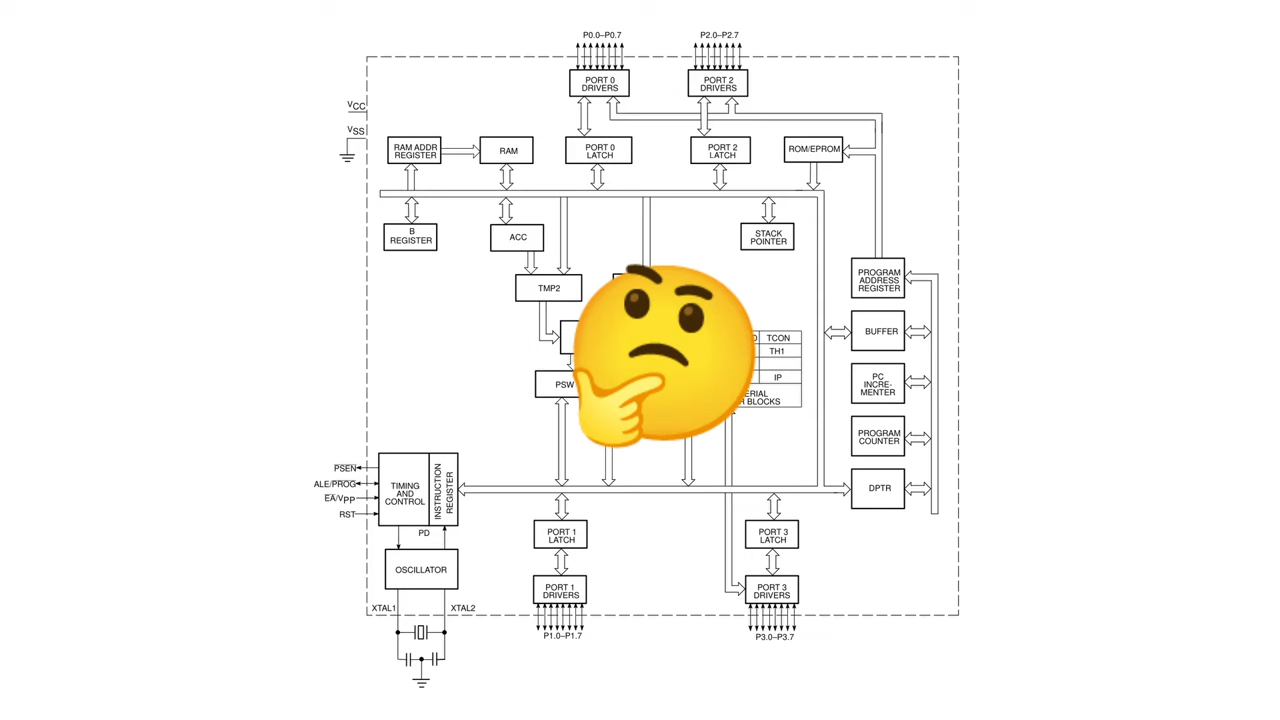 P0.0–P0.7
P2.0–P2.7
PORT 0
DRIVERS
PORT 2
DRIVERS
VCC
VSS
RAM ADDR
REGISTER
RAM
PORT 0
LATCH
PORT 2
LATCH
ROM/EPROM
B
REGISTER
ACC
STACK
POINTER
TMP2
PROGRAM
ADDRESS
REGISTER
TCON
TH1
BUFFER
IP
BLOCKS
PSW
PC
INCRE-
MENTER
PROGRAM
COUNTER
DPTR
PSEN
ALE/PROG
EA/VPP
RST
TIMING
AND
CONTROL
INSTRUCTION
REGISTER
PD
OSCILLATOR
XTAL1
XTAL2
PORT 1
LATCH
PORT 3
LATCH
PORT 1
DRIVERS
PORT 3
DRIVERS
P1.0–P1.7
P3.0–P3.7